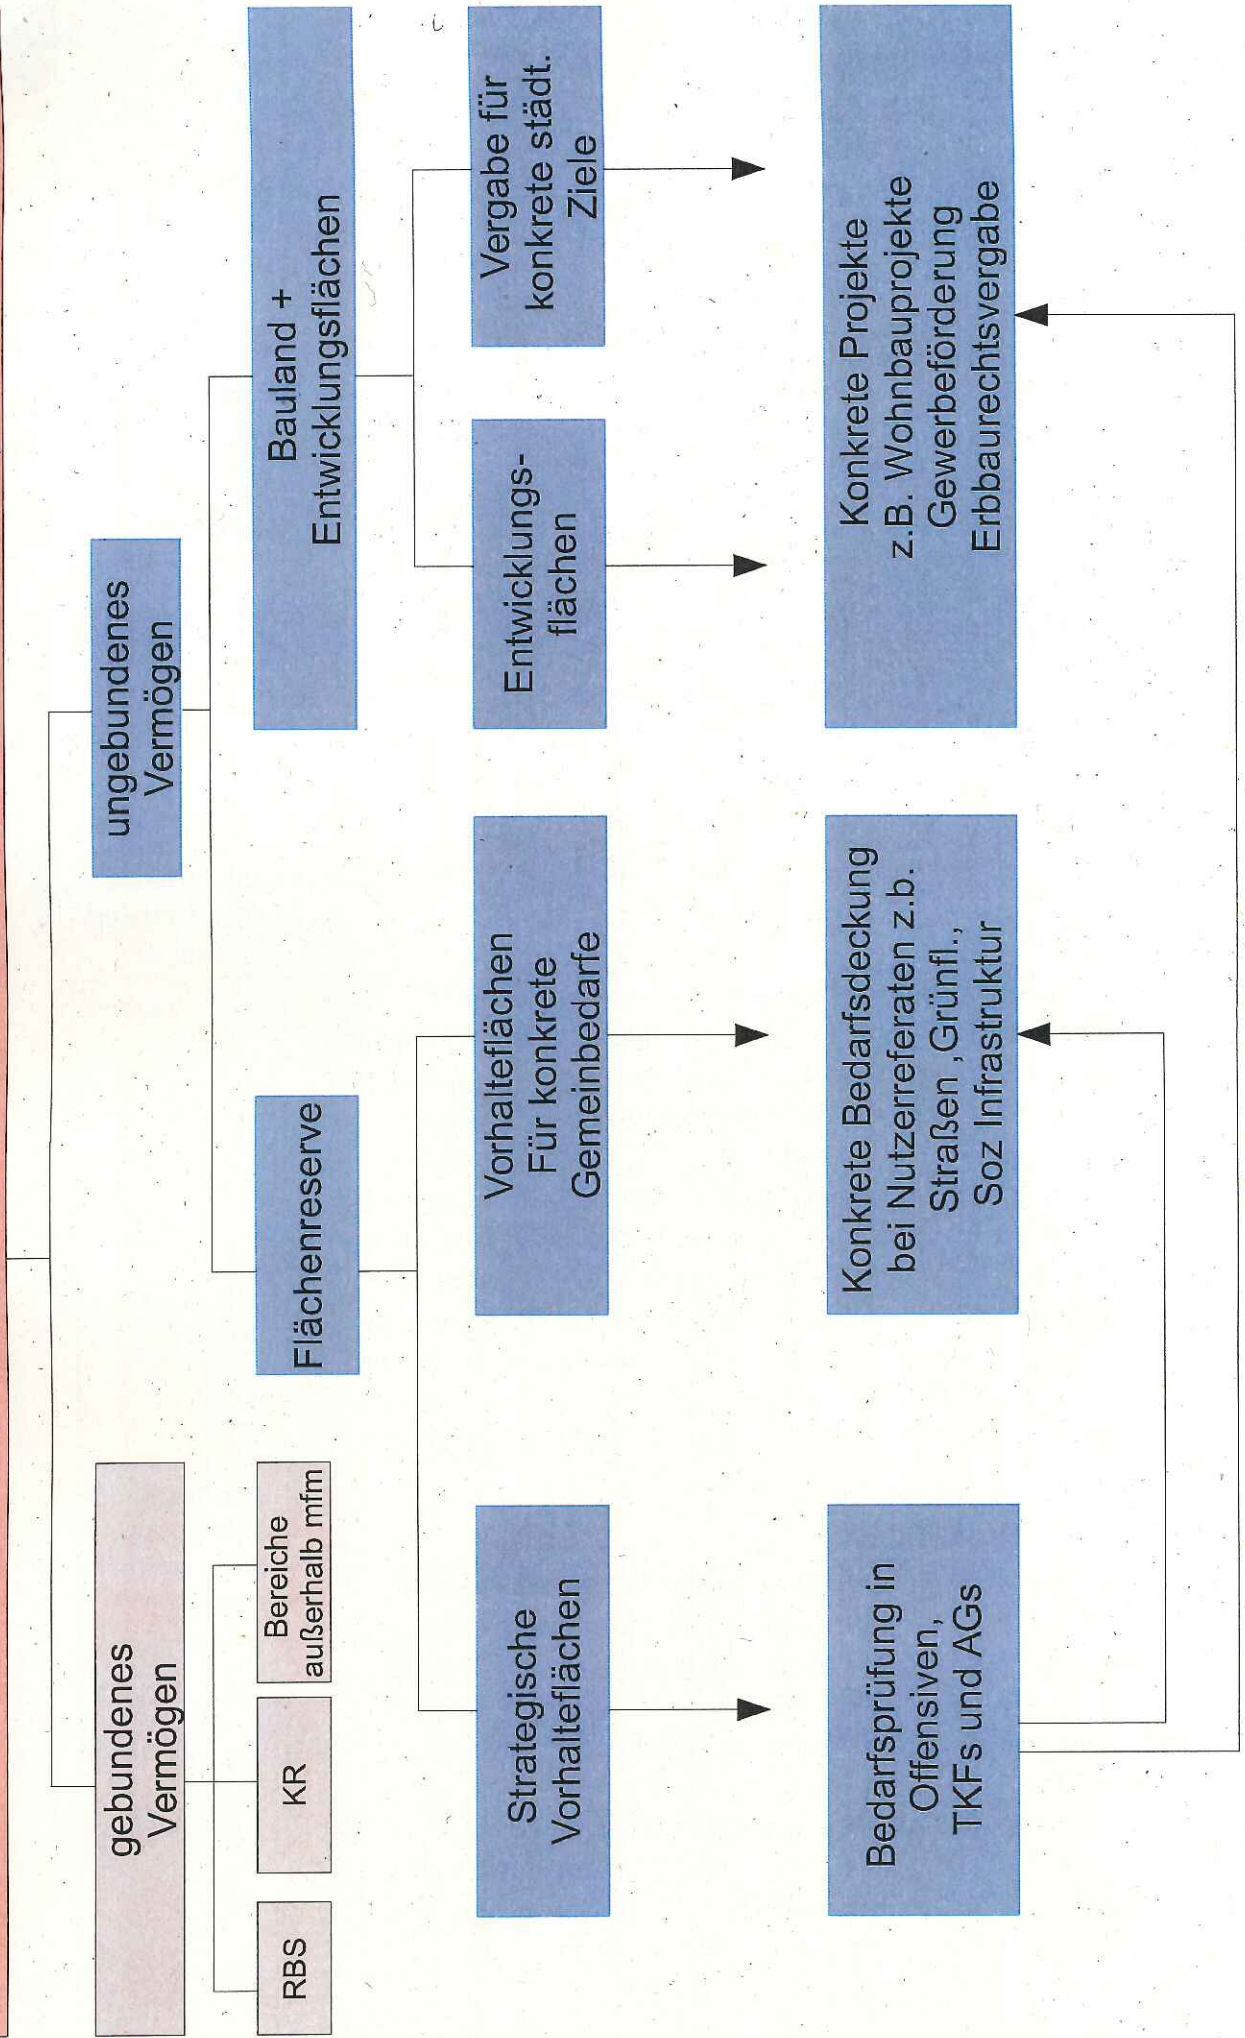 gebundenes
Vermögen
ungebundenes
Vermögen
RBS
KR
Bereiche
außerhalb mfm
Flächenreserve
Bauland +
Entwicklungsflächen
Strategische
Vorhalteflächen
Vorhalteflächen
Für konkrete
Gemeinbedarfe
Entwicklungs-
flächen
Vergabe für
konkrete städt.
Ziele
Bedarfsprüfung in
Offensiven,
TKFs und AGs
Konkrete Bedarfsdeckung
bei Nutzerreferaten z.b.
Straßen ,Grünfl.,
Soz Infrastruktur
Konkrete Projekte
z.B. Wohnbauprojekte
Gewerbeförderung
Erbbaurechtsvergabe